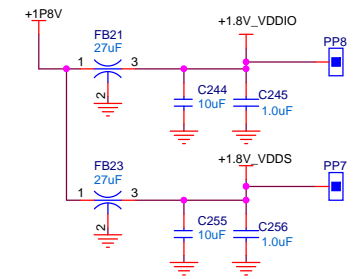 +1P8V
+1.8V_VDDIO
FB21
27uF
PP8
1
3
2
C244
10uF
C245
1.0uF
+1.8V_VDDS
FB23
27uF
PP7
1
3
2
C255
10uF
C256
1.0uF